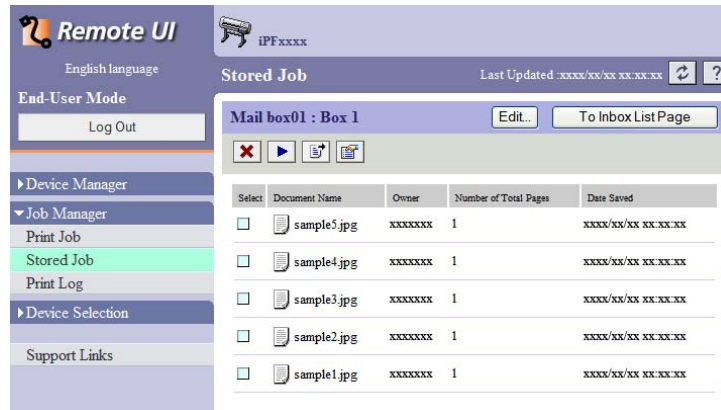 Remote UI
iPFxxxx
English language
Stored Job
Last Updated :xxxx/xx/xx xx:xx:xx
?
End-User Mode
Log Out
Mail box01 : Box 1
Edit...
To Inbox List Page
Device Manager
Job Manager
Print Job
Stored Job
Print Log
Device Selection
Support Links
Select Document Name Owner Number of Total Pages Date Saved
sample5.jpg xxxxxxx 1 xxxx/xx/xx xx:xx:xx
sample4.jpg xxxxxxx 1 xxxx/xx/xx xx:xx:xx
sample3.jpg xxxxxxx 1 xxxx/xx/xx xx:xx:xx
sample2.jpg xxxxxxx 1 xxxx/xx/xx xx:xx:xx
sample1.jpg xxxxxxx 1 xxxx/xx/xx xx:xx:xx